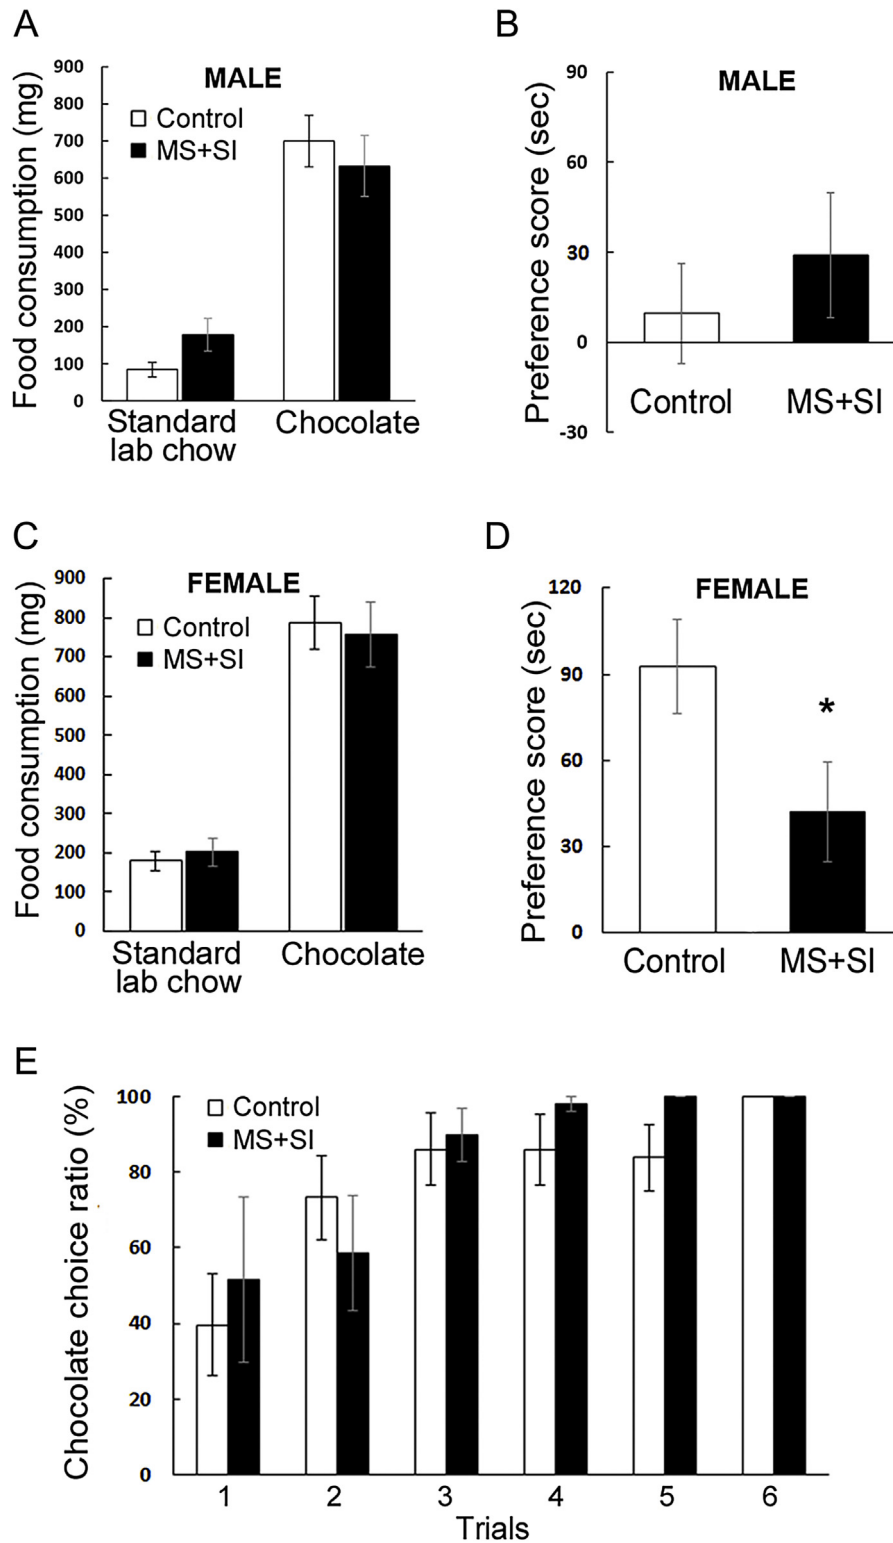 A
MALE
Food consumption (mg)
900
800
700
600
500
400
300
200
100
0
Control
MS+SI
Standard
lab chow
Chocolate
B
MALE
Preference score (sec)
90
60
30
0
-30
Control
MS+SI
C
FEMALE
Food consumption (mg)
900
800
700
600
500
400
300
200
100
0
Control
MS+SI
Standard
lab chow
Chocolate
D
FEMALE
Preference score (sec)
120
90
60
30
0
*
Control
MS+SI
E
Chocolate choice ratio (%)
100
80
60
40
20
0
Control
MS+SI
1 2 3 4 5 6
Trials